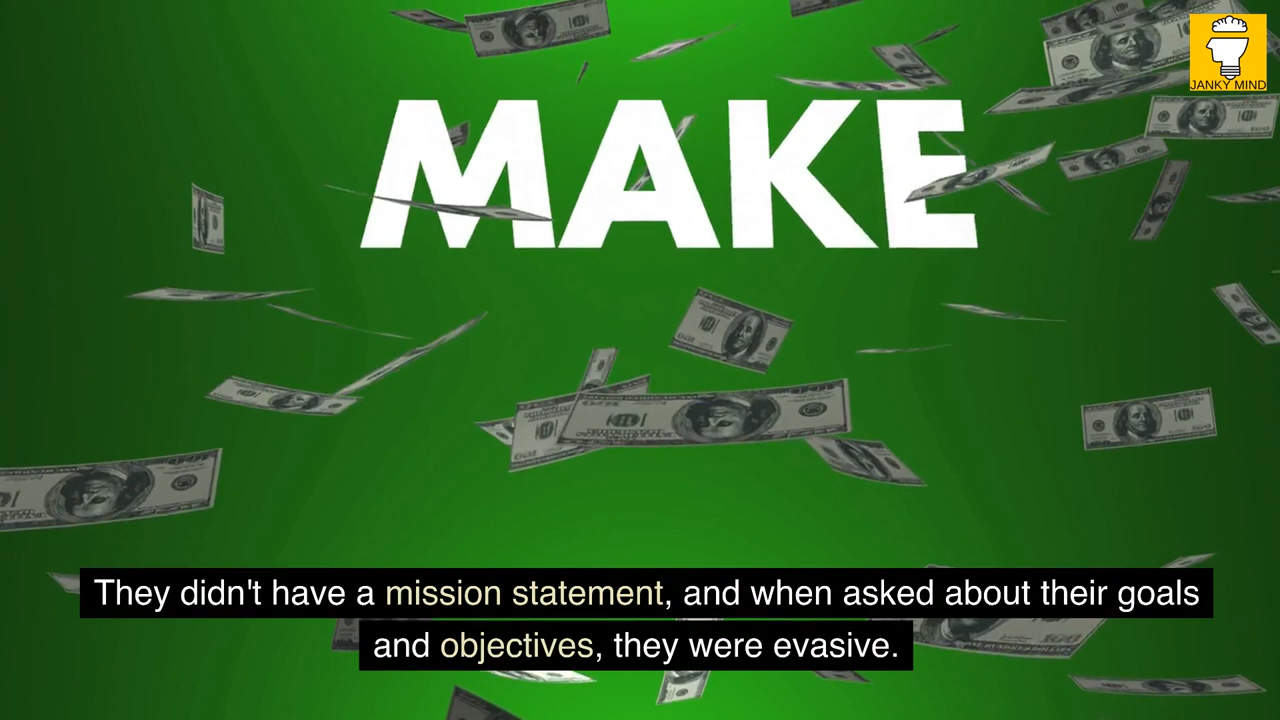 JANKY MIND
MAKE
They didn't have a mission statement, and when asked about their goals
and objectives, they were evasive.